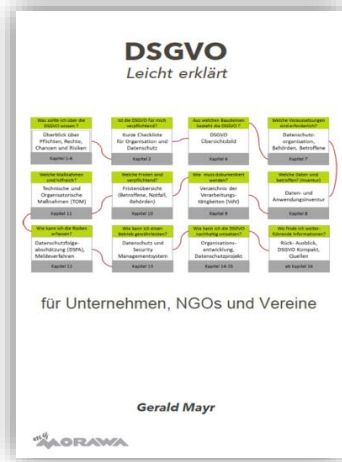 DSGVO
Leicht erklärt
Was sollte ich über die
DSGVO wissen ?
Überblick über
Pflichten, Rechte,
Chancen und Risiken
Kapitel 1-4
Ist die DSGVO für mich
verpflichtend?
Kurze Checkliste
für Organisation und
Datenschutz
Kapitel 5
Aus welchen Bausteinen
besteht die DSGVO ?
DSGVO
Übersichtsbild
Kapitel 6
Welche Voraussetzungen
sind erforderlich?
Datenschutz-
organisation,
Behörden, Betroffene
Kapitel 7
Welche Maßnahmen
sind hilfreich?
Technische und
Organisatorische
Maßnahmen (TOM)
Kapitel 11
Welche Fristen sind
verpflichtend?
Fristenübersicht
(Betroffene, Notfall,
Behörden)
Kapitel 10
Was muss dokumentiert
werden?
Verzeichnis der
Verarbeitungs-
tätigkeiten (VdV)
Kapitel 9
Welche Daten sind
betroffen? Inventur!
Daten- und
Anwendungsinventur
Kapitel 8
Wie kann ich die Risiken
erfassen?
Datenschutzfolge-
abschätzung (DSFA),
Meldeverfahren
Kapitel 12
Wie kann ich einen
Betrieb gewährleisten?
Datenschutz und
Security
Managementsystem
Kapitel 13
Wie kann ich die DSGVO
nachhaltig umsetzen?
Organisations-
entwicklung,
Datenschutzprojekt
Kapitel 14-15
Wo finde ich weiter-
führende Informationen?
Rück- Ausblick,
DSGVO Kompakt,
Quellen
ab Kapitel 16
für Unternehmen, NGOs und Vereine
Gerald Mayr
my MORAWA